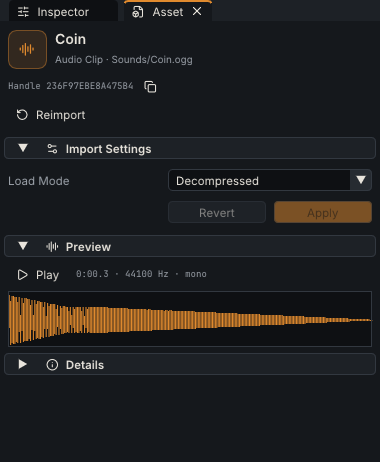 Inspector
Asset
Coin
Audio Clip · Sounds/Coin.ogg
Handle 236F97EBE8A475B4
Reimport
Import Settings
Load Mode
Decompressed
Revert
Apply
Preview
Play
0:00.3 · 44100 Hz · mono
Details